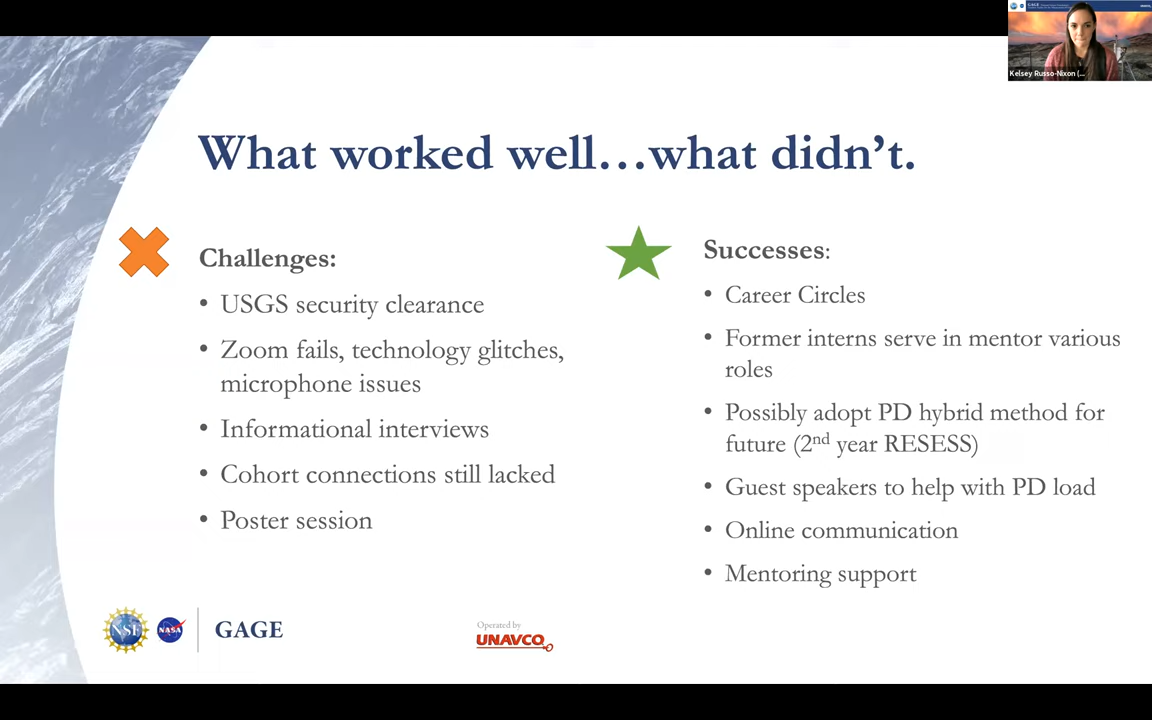 GAGE
Kelsey Russo-Nixon (...
What worked well…what didn’t.
Challenges:
• USGS security clearance
• Zoom fails, technology glitches,
microphone issues
• Informational interviews
• Cohort connections still lacked
• Poster session
Successes:
• Career Circles
• Former interns serve in mentor various
roles
• Possibly adopt PD hybrid method for
future (2nd year RESESS)
• Guest speakers to help with PD load
• Online communication
• Mentoring support
NSF
NASA
GAGE
Operated by
UNAVCO